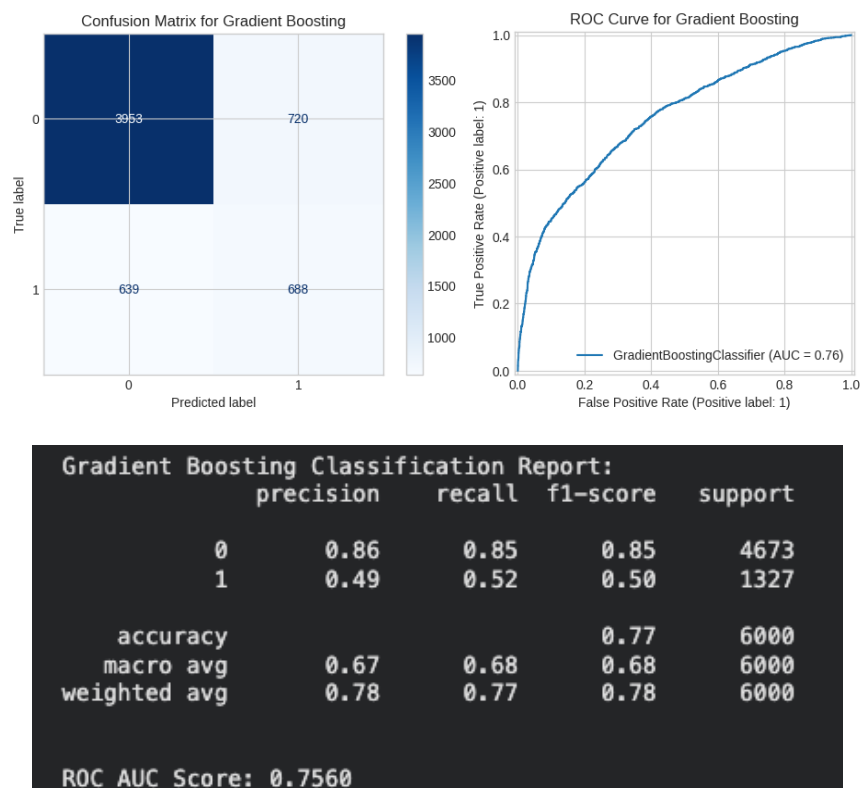 Confusion Matrix for Gradient Boosting
3953 720
639 688
0
1
True label
0 1
Predicted label
3500
3000
2500
2000
1500
1000
ROC Curve for Gradient Boosting
1.0
0.8
0.6
0.4
0.2
0.0
True Positive Rate (Positive label: 1)
GradientBoostingClassifier (AUC = 0.76)
0.0 0.2 0.4 0.6 0.8 1.0
False Positive Rate (Positive label: 1)
Gradient Boosting Classification Report:
precision recall f1-score support
0 0.86 0.85 0.85 4673
1 0.49 0.52 0.50 1327
accuracy 0.77 6000
macro avg 0.67 0.68 0.68 6000
weighted avg 0.78 0.77 0.78 6000
ROC AUC Score: 0.7560